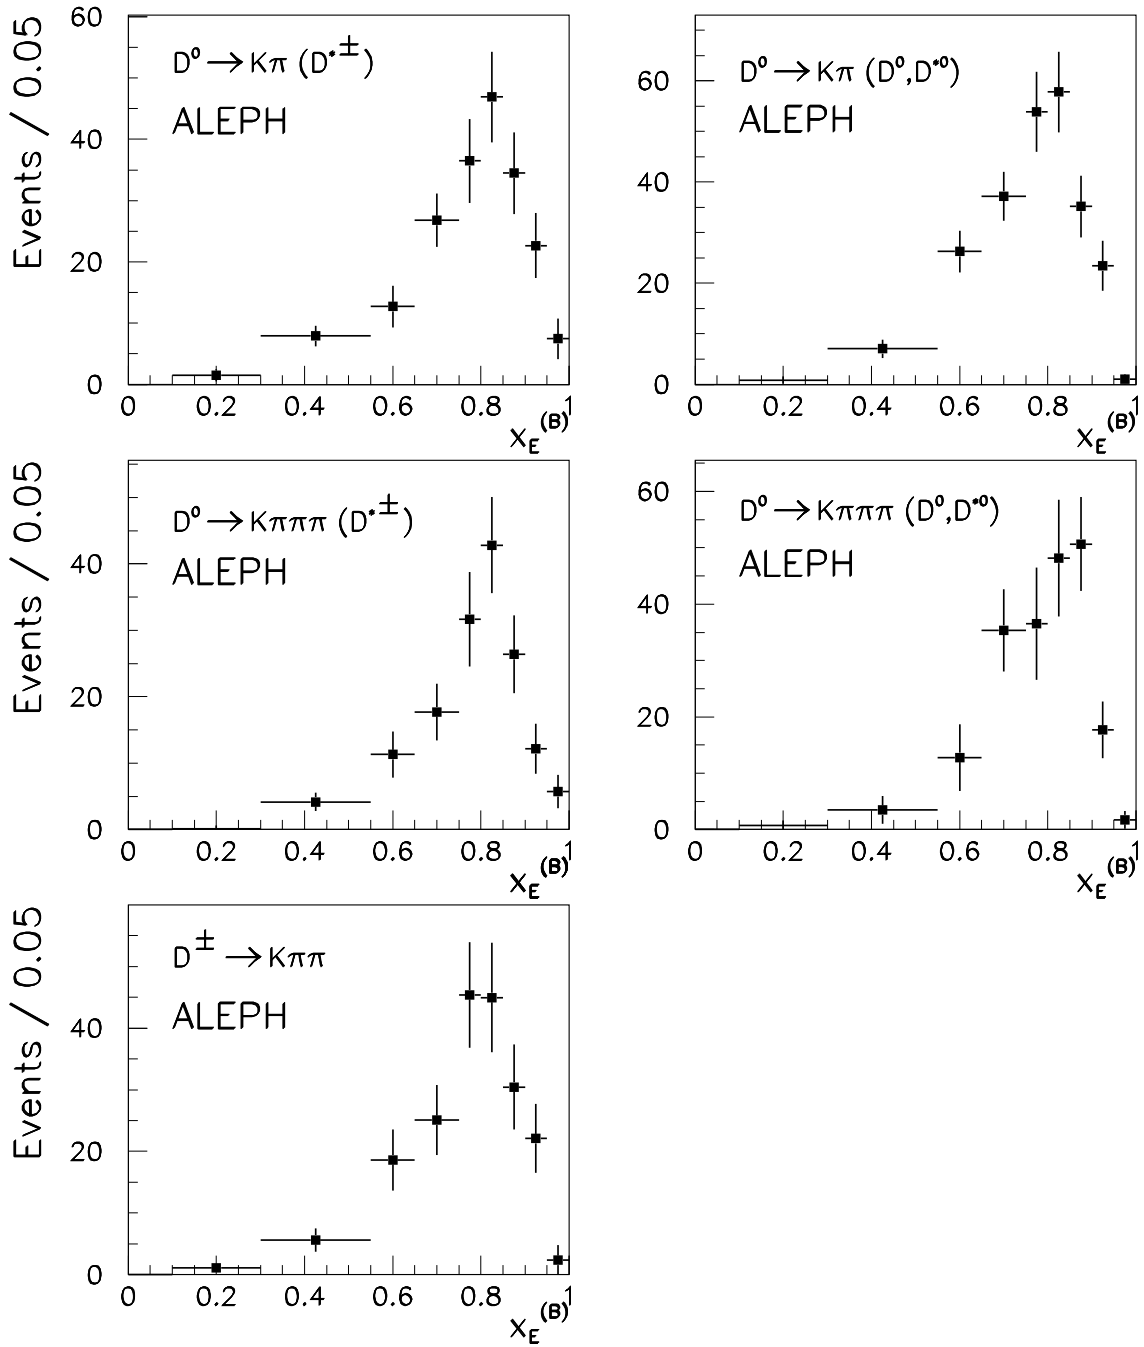 Events / 0.05
60
40
20
0
D⁰ → Kπ (D*±)
ALEPH
0 0.2 0.4 0.6 0.8 1
X_E^(B)
60
40
20
0
D⁰ → Kπ (D⁰,D*⁰)
ALEPH
0 0.2 0.4 0.6 0.8 1
X_E^(B)
Events / 0.05
40
20
0
D⁰ → Kπππ (D*±)
ALEPH
0 0.2 0.4 0.6 0.8 1
X_E^(B)
60
40
20
0
D⁰ → Kπππ (D⁰,D*⁰)
ALEPH
0 0.2 0.4 0.6 0.8 1
X_E^(B)
Events / 0.05
40
20
0
D± → Kππ
ALEPH
0 0.2 0.4 0.6 0.8 1
X_E^(B)